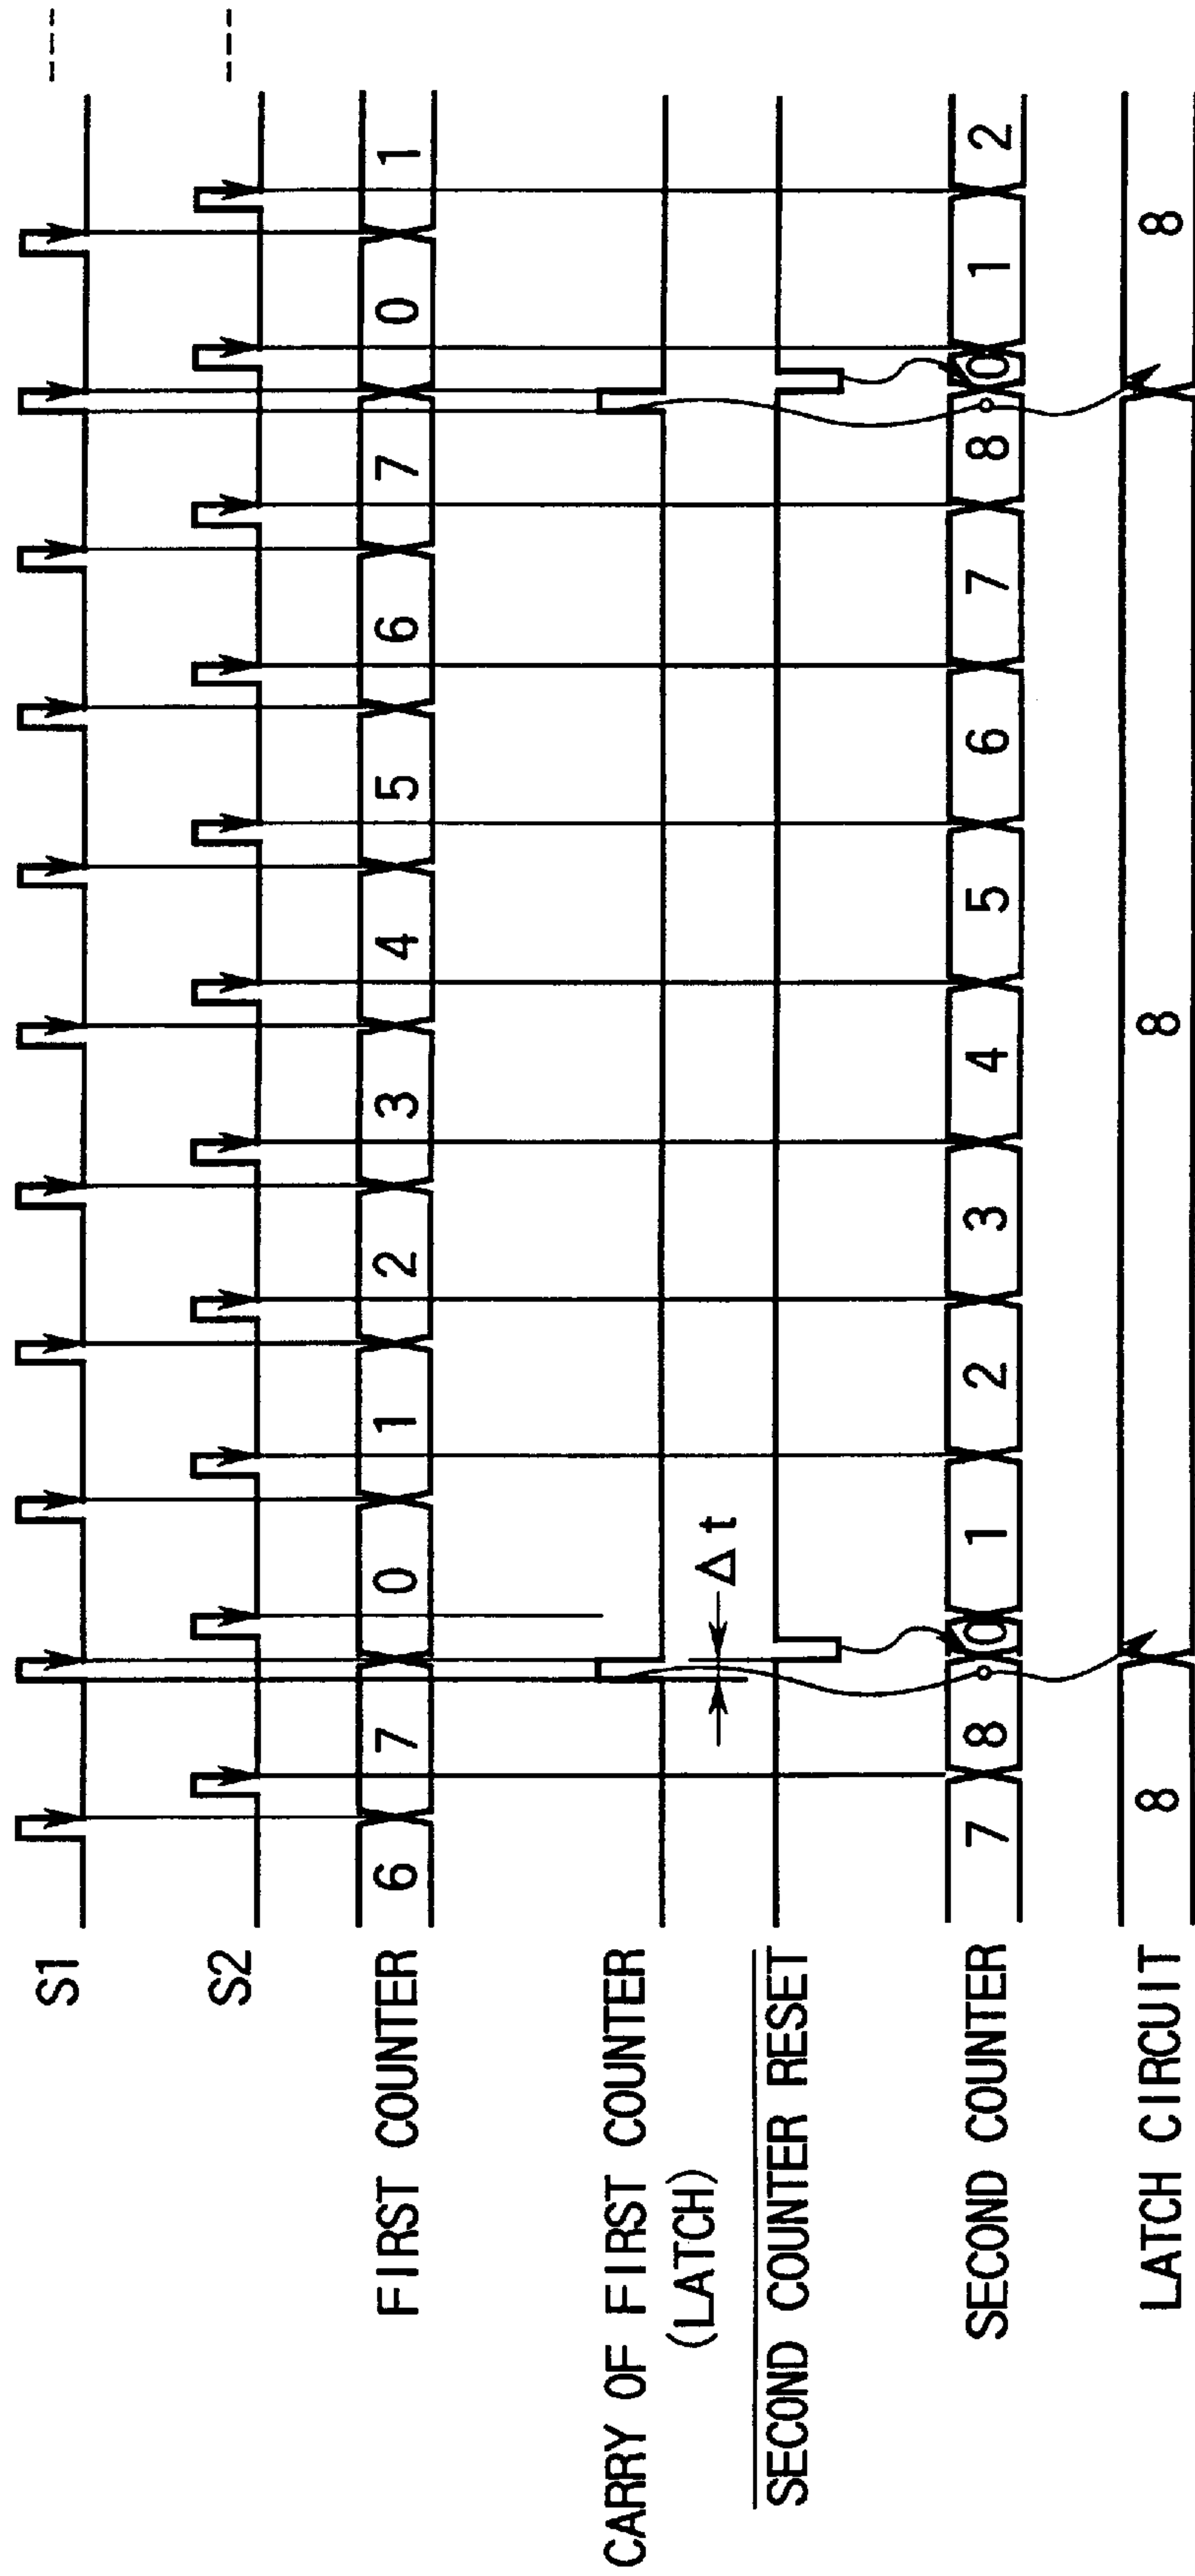 S1
S2
FIRST COUNTER 6 7 0 1 2 3 4 5 6 7 0 1
CARRY OF FIRST COUNTER
(LATCH)
Δt
SECOND COUNTER RESET
SECOND COUNTER 7 8 0 1 2 3 4 5 6 7 8 0 1 2
LATCH CIRCUIT 8 8 8